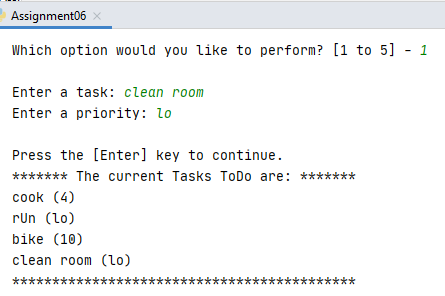 Assignment06
Which option would you like to perform? [1 to 5] - 1
Enter a task: clean room
Enter a priority: lo
Press the [Enter] key to continue.
******* The current Tasks ToDo are: *******
cook (4)
rUn (lo)
bike (10)
clean room (lo)
*******************************************